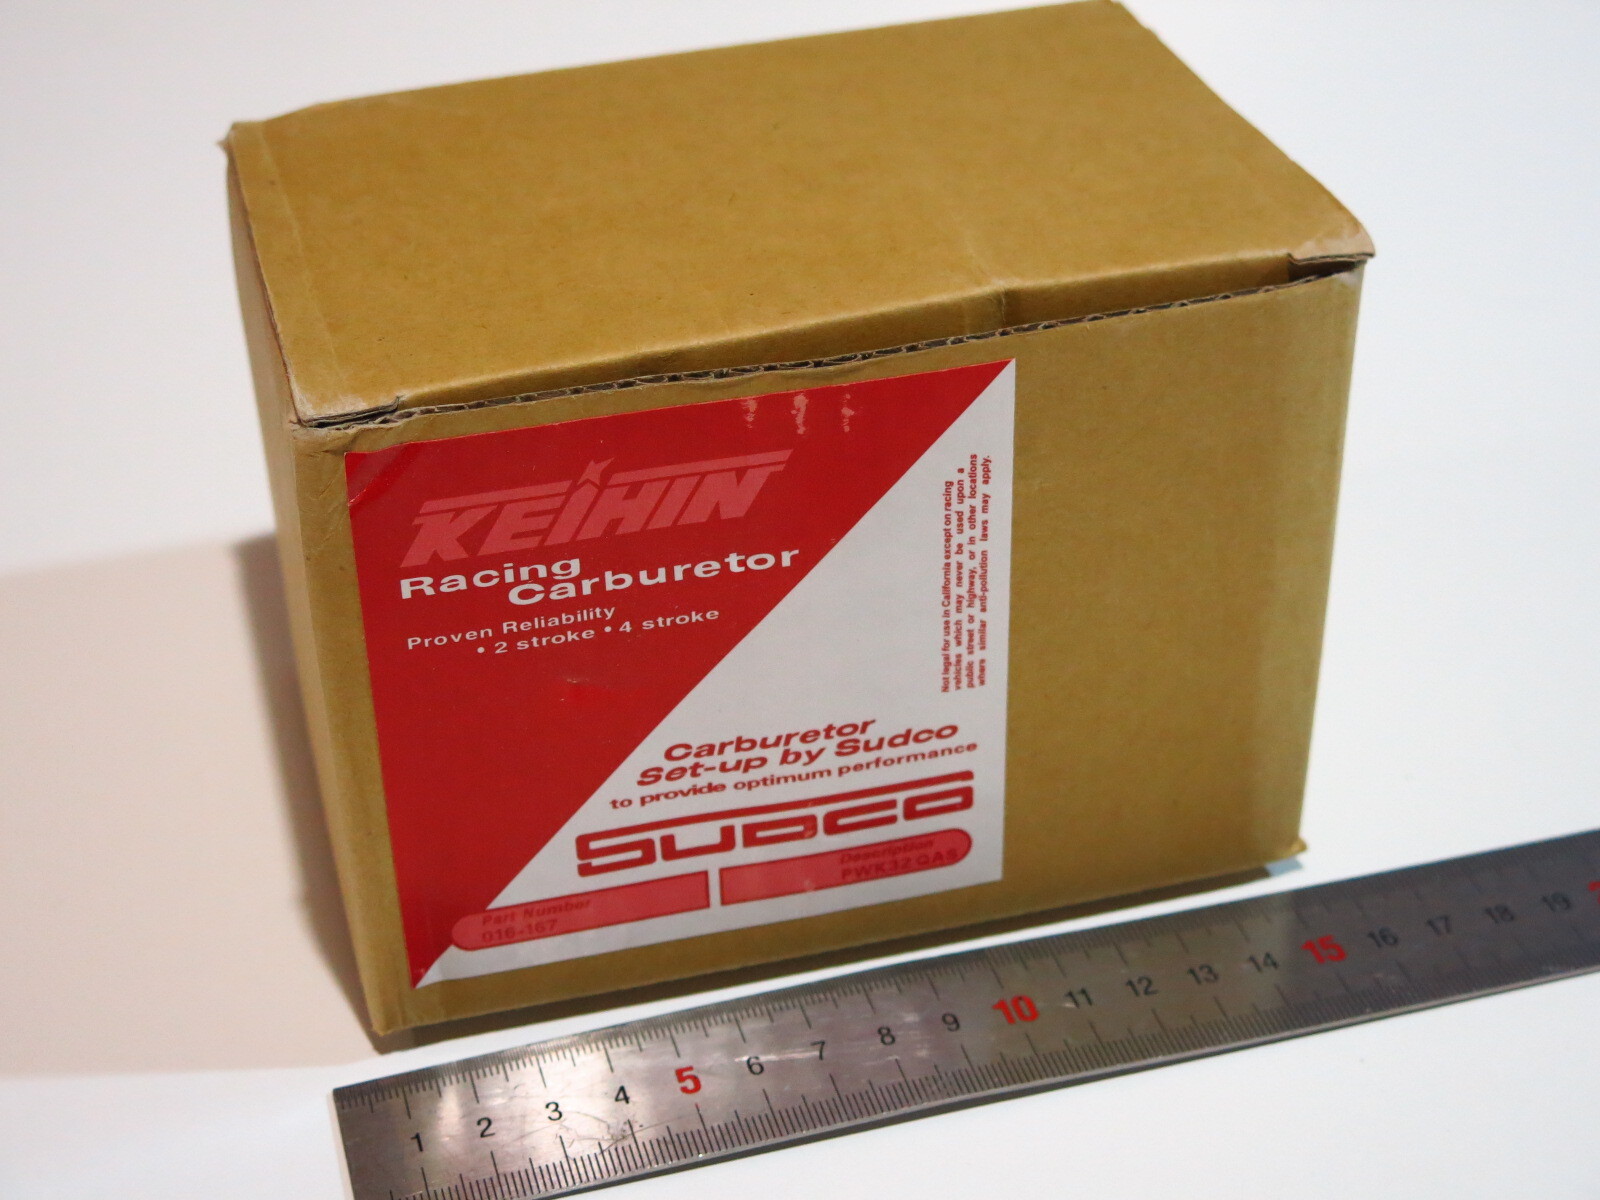 KEIHIN
Racing
Carburetor
Proven Reliability
• 2 stroke • 4 stroke
Not legal for use in California except on racing
vehicles which may never be used upon a
public street or highway, or in other locations
where similar anti-pollution laws may apply.
Carburetor
Set-up by Sudco
to provide optimum performance
SUDCO
Description
PWK32 QAS
Part Number
016-167
1 2 3 4 5 6 7 8 9 10 11 12 13 14 15 16 17 18 19